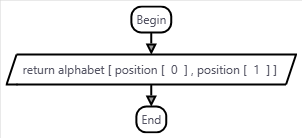 Begin
return alphabet [ position [ 0 ] , position [ 1 ] ]
End